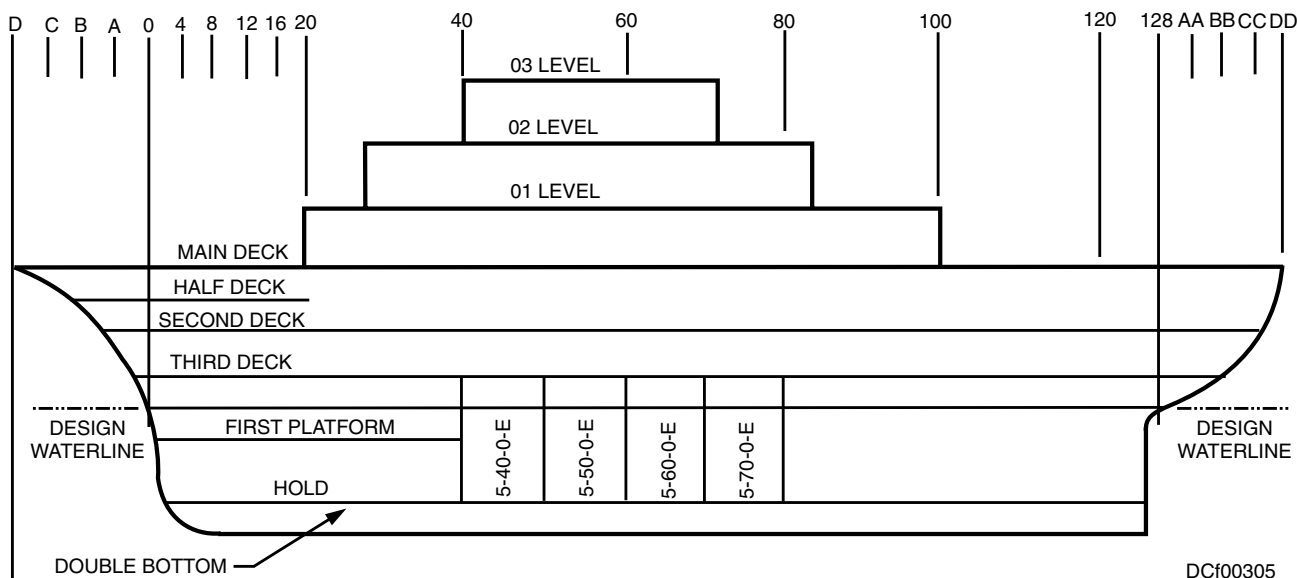 D C B A 0 4 8 12 16 20 40 60 80 100 120 128 AA BB CC DD
03 LEVEL
02 LEVEL
01 LEVEL
MAIN DECK
HALF DECK
SECOND DECK
THIRD DECK
DESIGN
WATERLINE
FIRST PLATFORM
HOLD
5-40-0-E
5-50-0-E
5-60-0-E
5-70-0-E
DESIGN
WATERLINE
DOUBLE BOTTOM
DCf00305